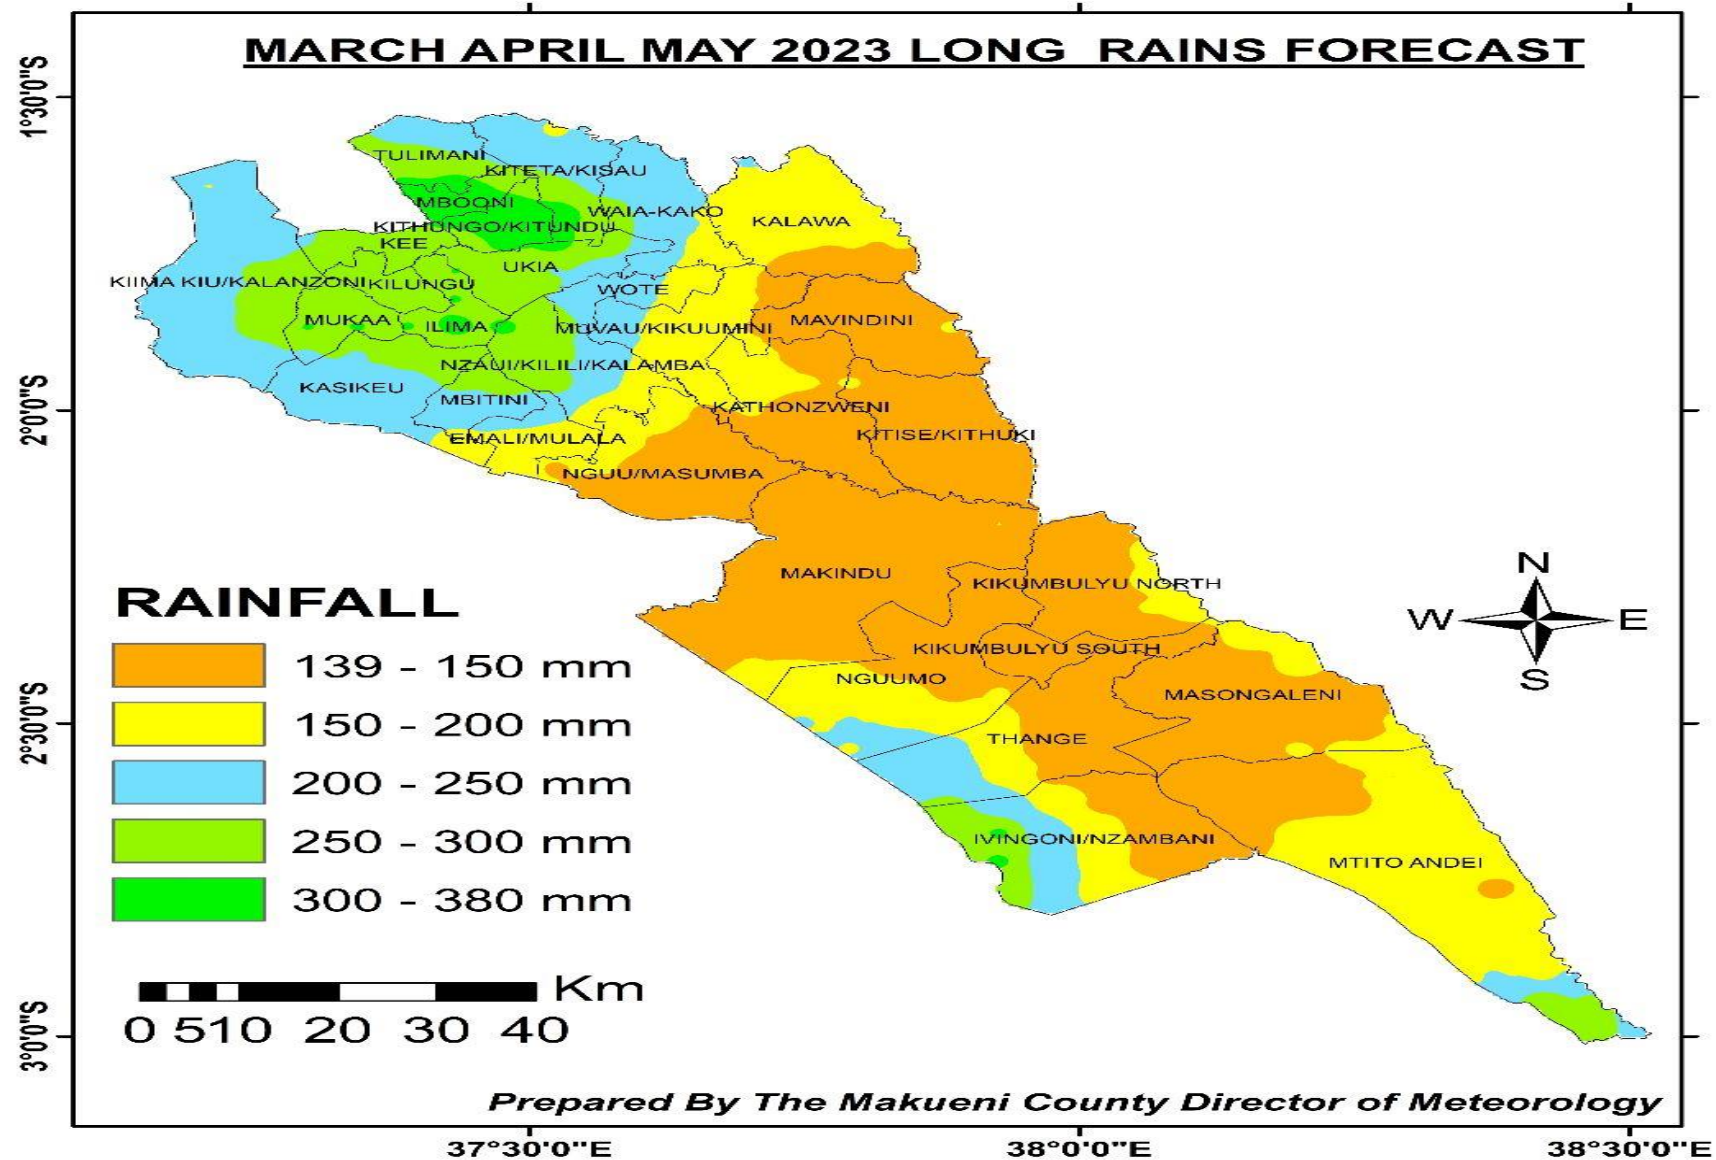 MARCH APRIL MAY 2023 LONG RAINS FORECAST
1°30'0"S
2°0'0"S
2°30'0"S
3°0'0"S
TULIMANI
KITETA/KISAU
MBOONI
WAIA-KAKO
KITHUNGO/KITUNDU
KALAWA
KEE
UKIA
KIIMA KIU/KALANZONI
KILUNGU
WOTE
MUKAA
ILIMA
MUVAU/KIKUUMINI
MAVINDINI
NZAUI/KILILI/KALAMBA
KASIKEU
MBITINI
KATHONZWENI
EMALI/MULALA
KITISE/KITHUKI
NGUU/MASUMBA
MAKINDU
KIKUMBULYU NORTH
KIKUMBULYU SOUTH
NGUUMO
MASONGALENI
THANGE
IVINGONI/NZAMBANI
MTITO ANDEI
N
W
E
S
RAINFALL
139 - 150 mm
150 - 200 mm
200 - 250 mm
250 - 300 mm
300 - 380 mm
Km
0 5 10 20 30 40
Prepared By The Makueni County Director of Meteorology
37°30'0"E
38°0'0"E
38°30'0"E